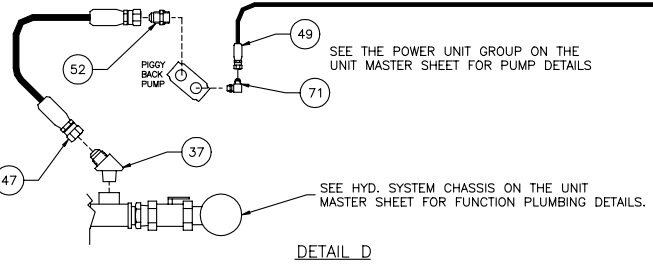 49
SEE THE POWER UNIT GROUP ON THE
UNIT MASTER SHEET FOR PUMP DETAILS
52
PIGGY
BACK
PUMP
71
37
47
SEE HYD. SYSTEM CHASSIS ON THE UNIT
MASTER SHEET FOR FUNCTION PLUMBING DETAILS.
DETAIL D